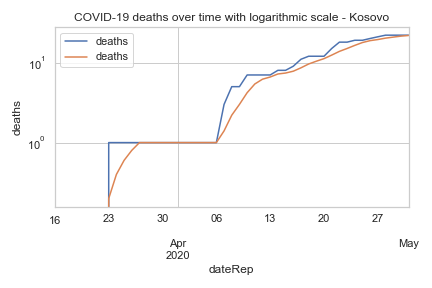 COVID-19 deaths over time with logarithmic scale - Kosovo
deaths
deaths
deaths
10¹
10⁰
16 23 30 06 13 20 27
Apr May
2020
dateRep